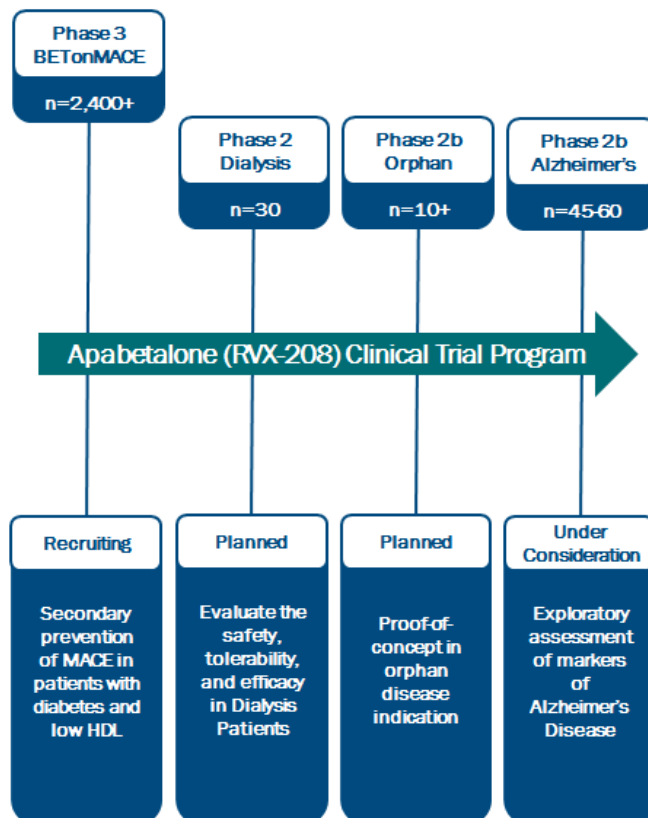 Phase 3
BETonMACE
n=2,400+
Phase 2
Dialysis
n=30
Phase 2b
Orphan
n=10+
Phase 2b
Alzheimer's
n=45-60
Apabetalone (RVX-208) Clinical Trial Program
Recruiting
Secondary
prevention
of MACE in
patients with
diabetes and
low HDL
Planned
Evaluate the
safety,
tolerability,
and efficacy
in Dialysis
Patients
Planned
Proof-of-
concept in
orphan
disease
indication
Under
Consideration
Exploratory
assessment
of markers
of
Alzheimer's
Disease